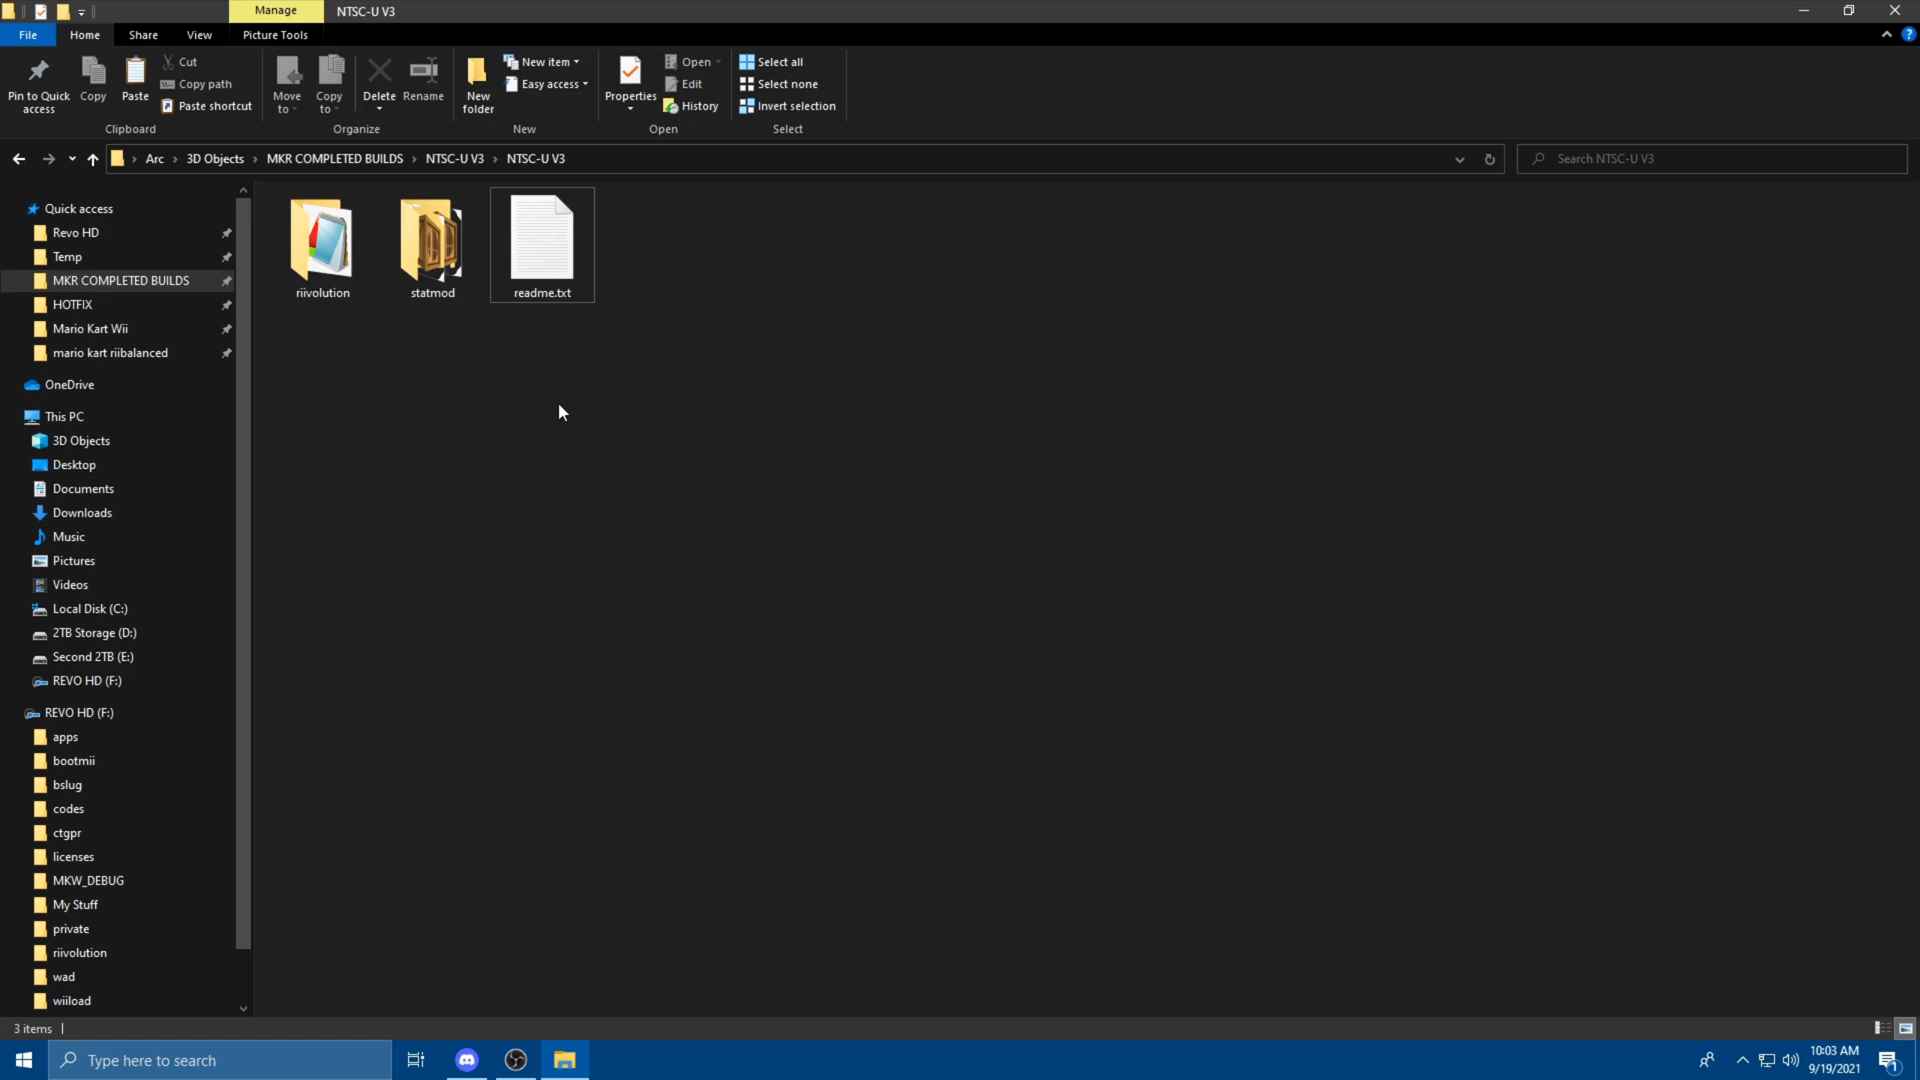 Manage
NTSC-U V3
File
Home
Share
View
Picture Tools
Pin to Quick
access
Copy
Paste
Cut
Copy path
Paste shortcut
Clipboard
Move
to
Copy
to
Delete
Rename
Organize
New
folder
New item
Easy access
New
Properties
Open
Edit
History
Open
Select all
Select none
Invert selection
Select
Arc
3D Objects
MKR COMPLETED BUILDS
NTSC-U V3
NTSC-U V3
Search NTSC-U V3
Quick access
Revo HD
Temp
MKR COMPLETED BUILDS
HOTFIX
Mario Kart Wii
mario kart riibalanced
OneDrive
This PC
3D Objects
Desktop
Documents
Downloads
Music
Pictures
Videos
Local Disk (C:)
2TB Storage (D:)
Second 2TB (E:)
REVO HD (F:)
REVO HD (F:)
apps
bootmii
bslug
codes
ctgpr
licenses
MKW_DEBUG
My Stuff
private
riivolution
wad
wiiload
riivolution
statmod
readme.txt
3 items
Type here to search
10:03 AM
9/19/2021
1